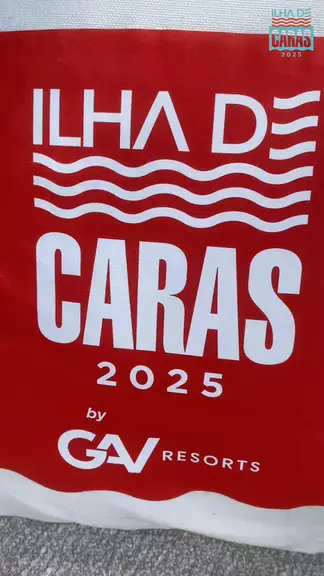 ILHA DE
CARAS
2025
ILHA DE
CARAS
2025
by
GAV RESORTS